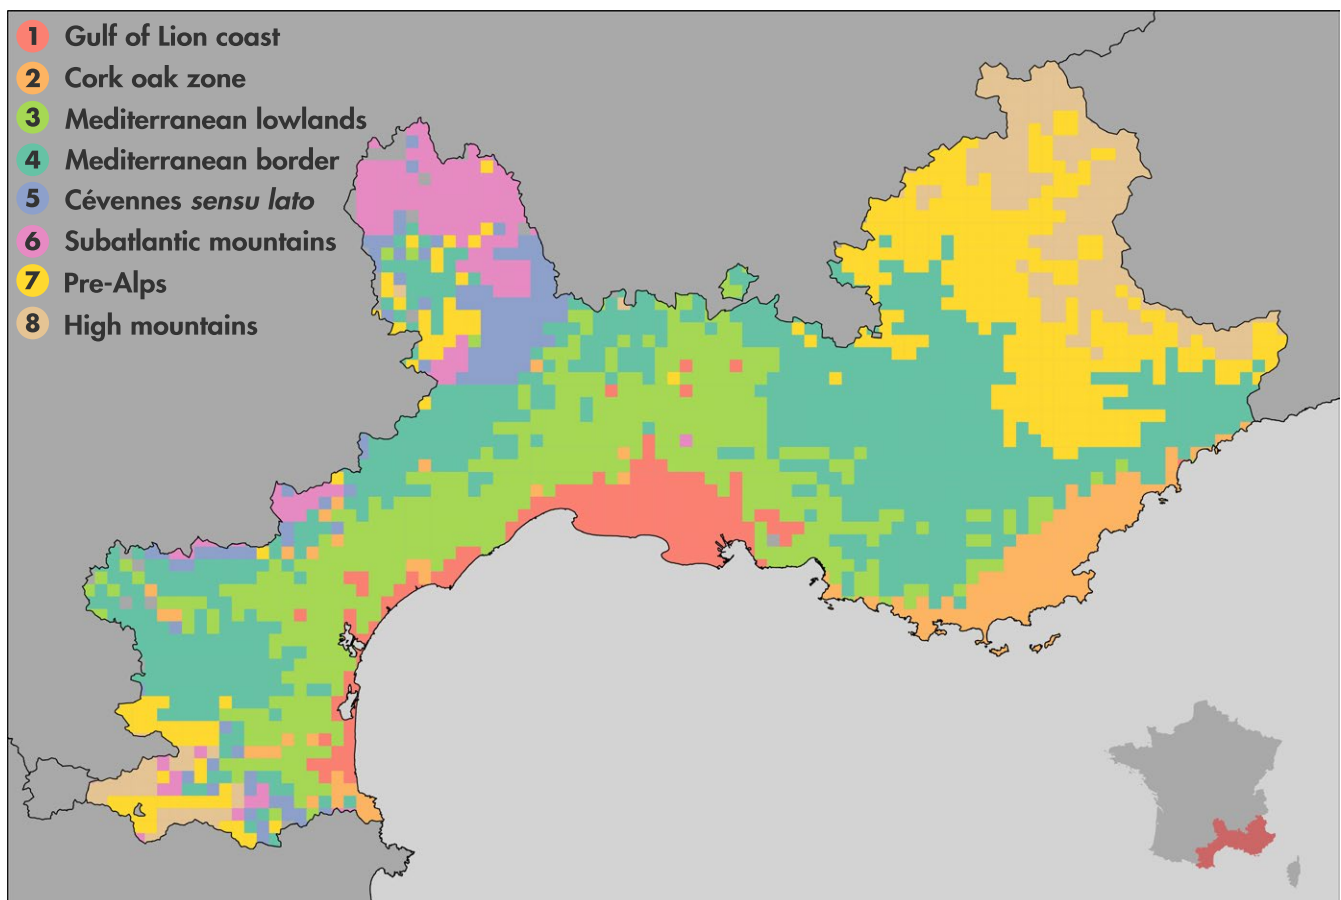 1 Gulf of Lion coast
2 Cork oak zone
3 Mediterranean lowlands
4 Mediterranean border
5 Cévennes sensu lato
6 Subatlantic mountains
7 Pre-Alps
8 High mountains